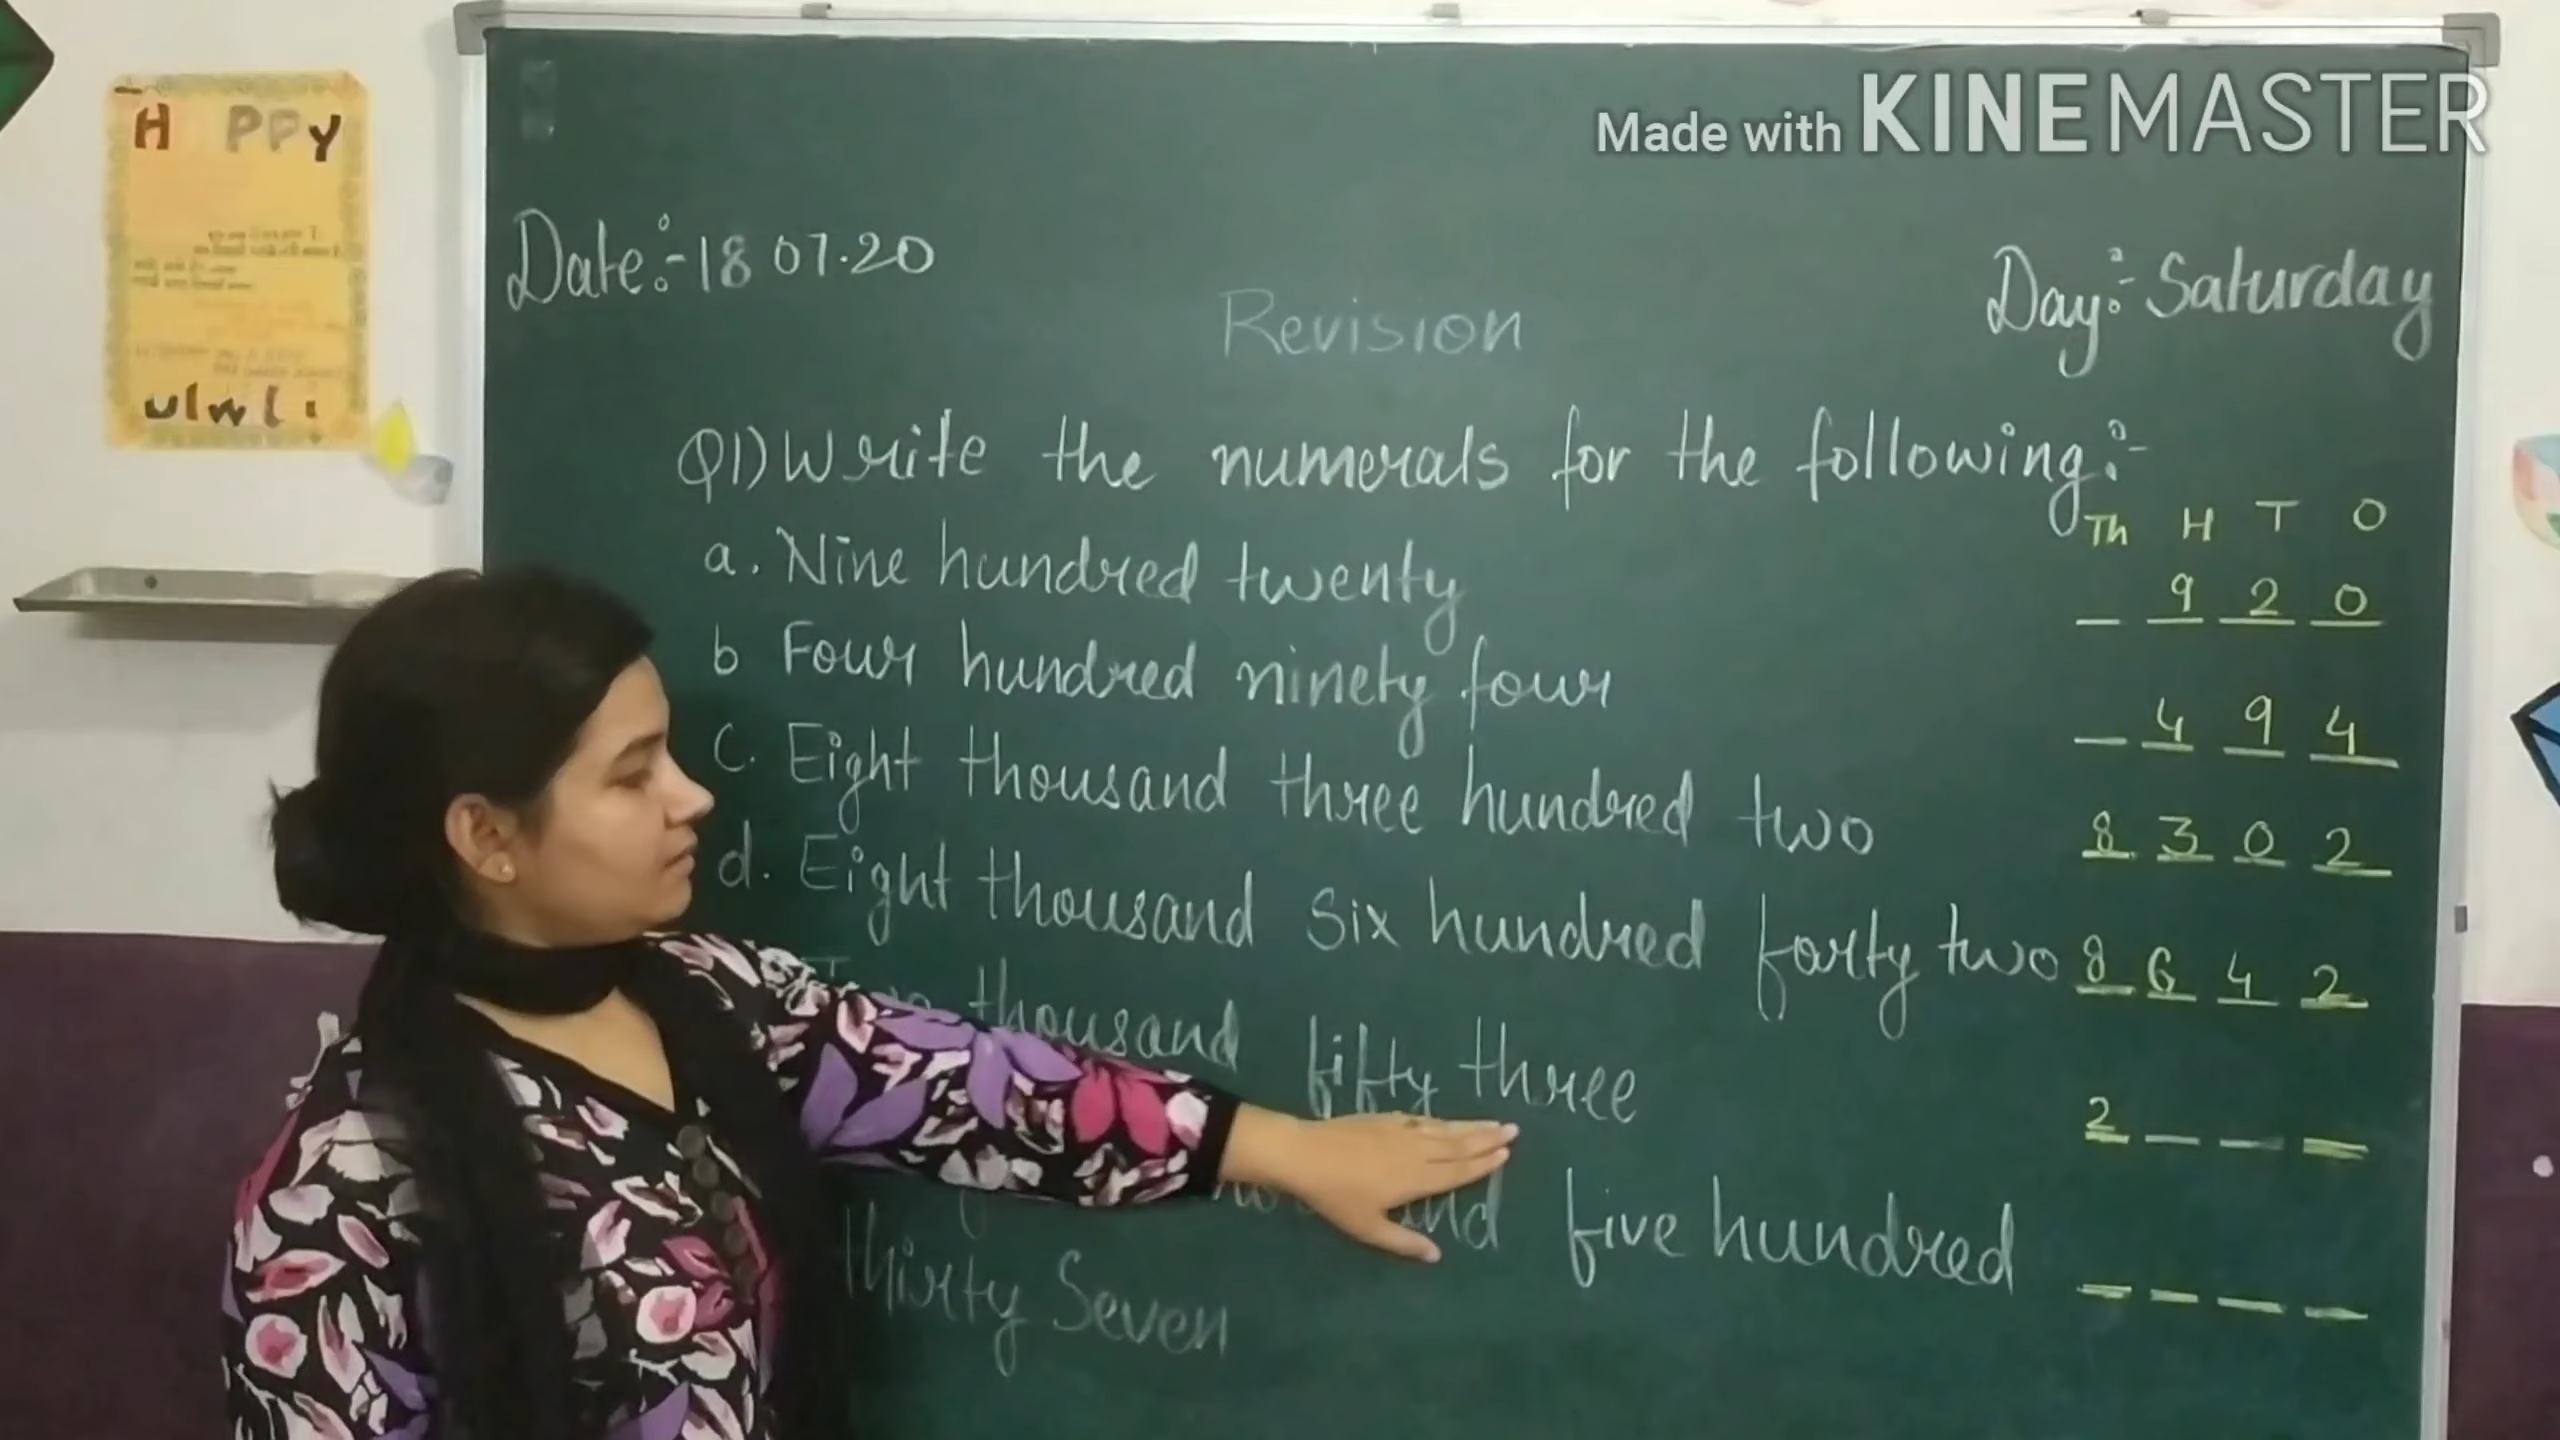 H PPY
Made with KINEMASTER
Date:-18 07.20
Day:- Saturday
Revision
Q1) Write the numerals for the following:-
Th H T O
a. Nine hundred twenty _ 9 2 0
b Four hundred ninety four _ 4 9 4
c. Eight thousand three hundred two 8 3 0 2
d. Eight thousand six hundred forty two 8 6 4 2
thousand fifty three 2 _ _ _
five hundred _ _ _ _
Thirty Seven